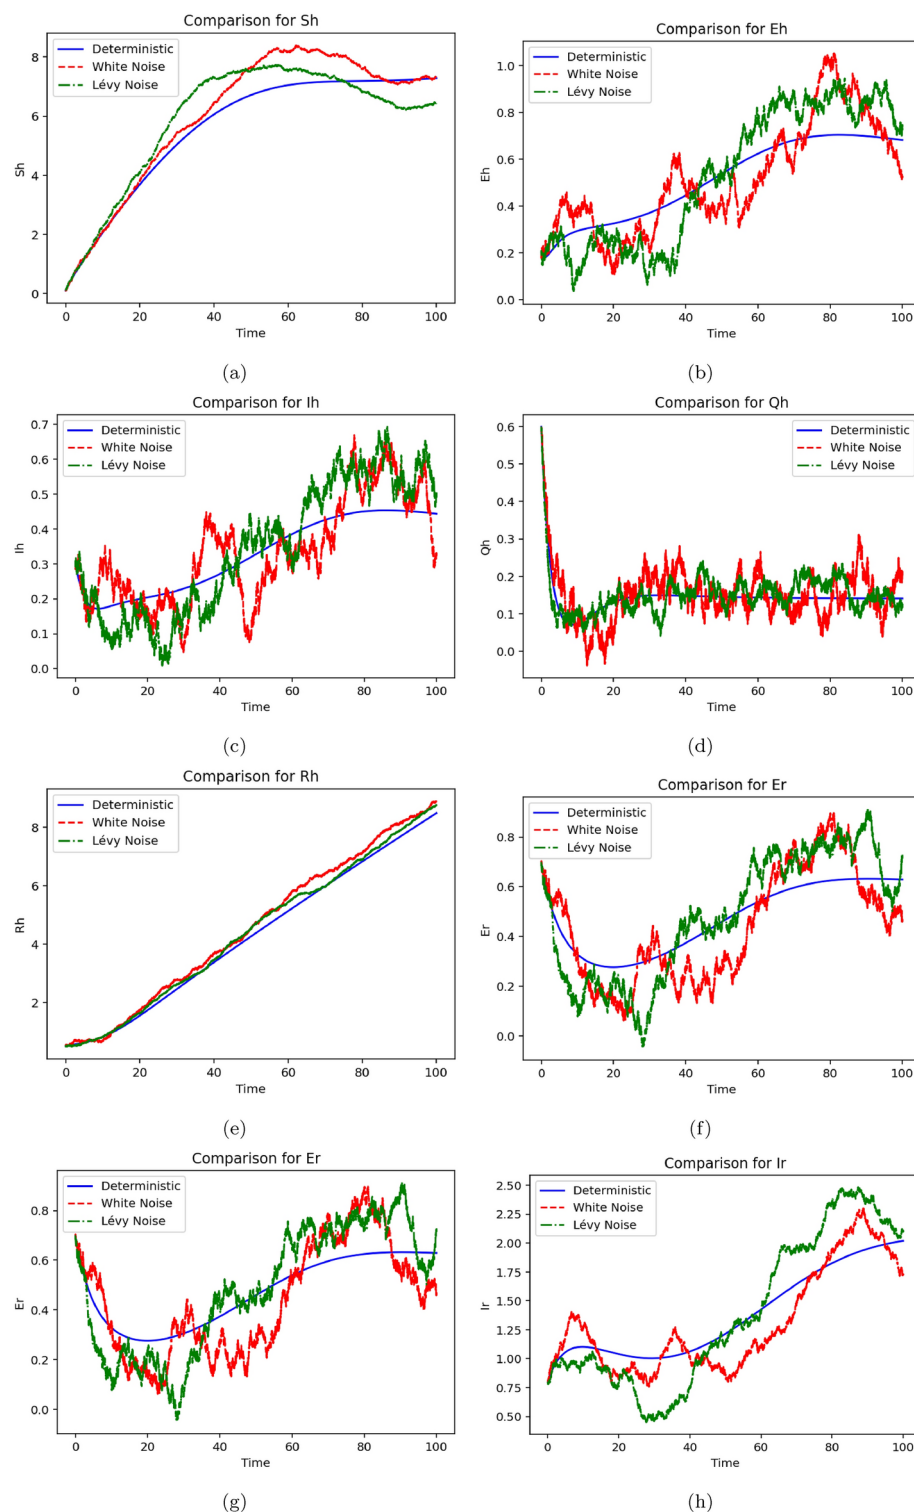 Comparison for Sh
Deterministic
White Noise
Lévy Noise
8
6
4
2
0
Sh
0 20 40 60 80 100
Time
(a)
Comparison for Eh
Deterministic
White Noise
Lévy Noise
1.0
0.8
0.6
0.4
0.2
0.0
Eh
0 20 40 60 80 100
Time
(b)
Comparison for Ih
Deterministic
White Noise
Lévy Noise
0.7
0.6
0.5
0.4
0.3
0.2
0.1
0.0
Ih
0 20 40 60 80 100
Time
(c)
Comparison for Qh
Deterministic
White Noise
Lévy Noise
0.6
0.5
0.4
0.3
0.2
0.1
0.0
Qh
0 20 40 60 80 100
Time
(d)
Comparison for Rh
Deterministic
White Noise
Lévy Noise
8
6
4
2
Rh
0 20 40 60 80 100
Time
(e)
Comparison for Er
Deterministic
White Noise
Lévy Noise
0.8
0.6
0.4
0.2
0.0
Er
0 20 40 60 80 100
Time
(f)
Comparison for Er
Deterministic
White Noise
Lévy Noise
0.8
0.6
0.4
0.2
0.0
Er
0 20 40 60 80 100
Time
(g)
Comparison for Ir
Deterministic
White Noise
Lévy Noise
2.50
2.25
2.00
1.75
1.50
1.25
1.00
0.75
0.50
Ir
0 20 40 60 80 100
Time
(h)